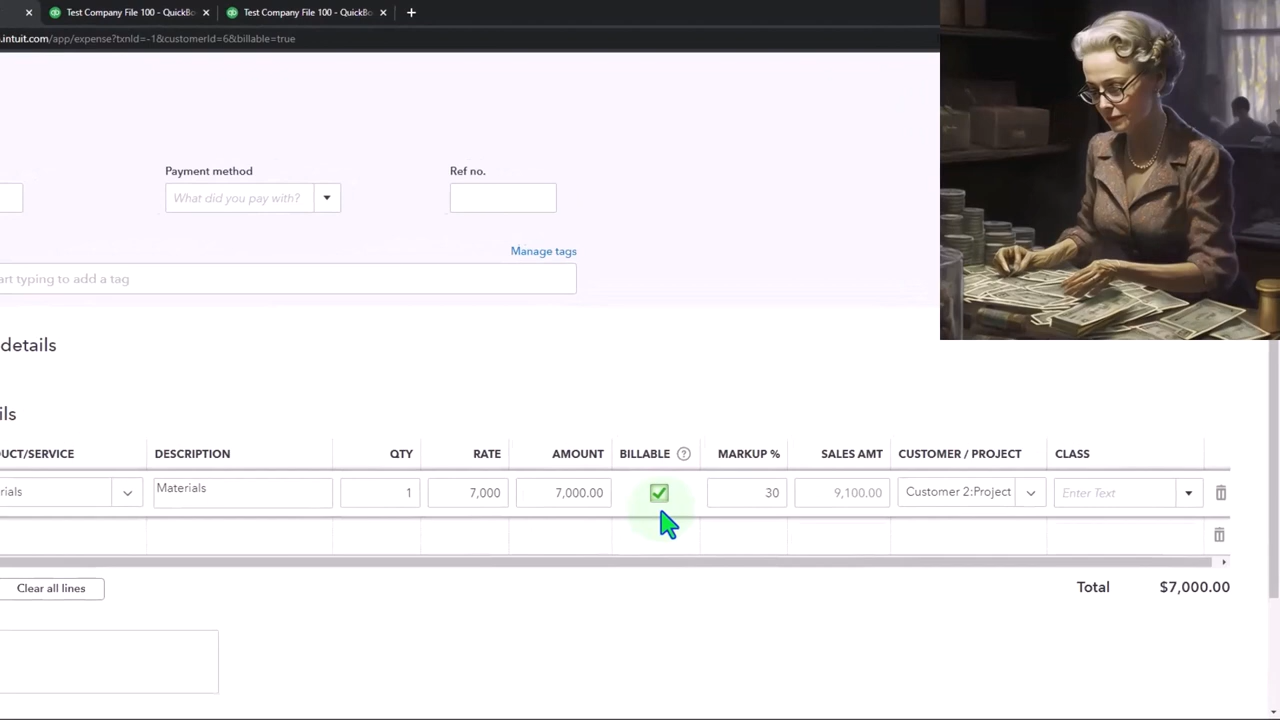 Test Company File 100 - QuickBo
Test Company File 100 - QuickBo
.intuit.com/app/expense?txnId=-1&customerId=6&billable=true
Payment method
Ref no.
What did you pay with?
Manage tags
art typing to add a tag
details
ils
UCT/SERVICE DESCRIPTION QTY RATE AMOUNT BILLABLE ? MARKUP % SALES AMT CUSTOMER / PROJECT CLASS
rials Materials 1 7,000 7,000.00 30 9,100.00 Customer 2:Project Enter Text
Clear all lines
Total $7,000.00